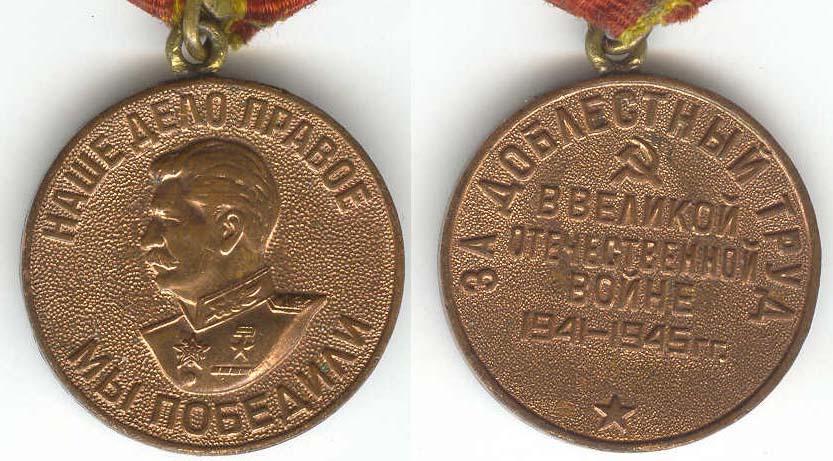 НАШЕ ДЕЛО ПРАВОЕ
МЫ ПОБЕДИЛИ
ЗА ДОБЛЕСТНЫЙ ТРУД
В ВЕЛИКОЙ
ОТЕЧЕСТВЕННОЙ
ВОЙНЕ
1941–1945 гг.